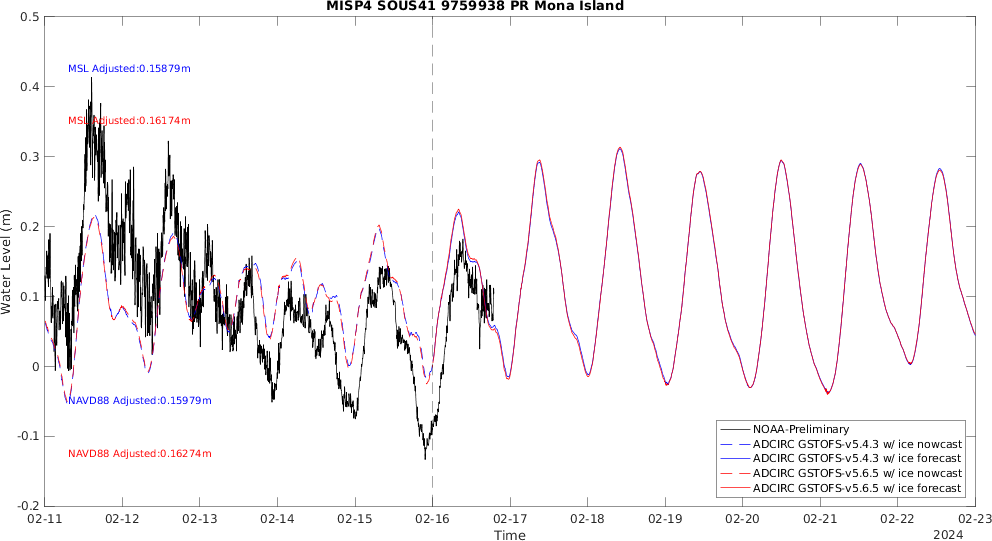 MISP4 SOUS41 9759938 PR Mona Island
0.5
0.4
0.3
0.2
0.1
0
-0.1
-0.2
Water Level (m)
MSL Adjusted:0.15879m
MSL Adjusted:0.16174m
NAVD88 Adjusted:0.15979m
NAVD88 Adjusted:0.16274m
NOAA-Preliminary
ADCIRC GSTOFS-v5.4.3 w/ ice nowcast
ADCIRC GSTOFS-v5.4.3 w/ ice forecast
ADCIRC GSTOFS-v5.6.5 w/ ice nowcast
ADCIRC GSTOFS-v5.6.5 w/ ice forecast
02-11 02-12 02-13 02-14 02-15 02-16 02-17 02-18 02-19 02-20 02-21 02-22 02-23
Time
2024